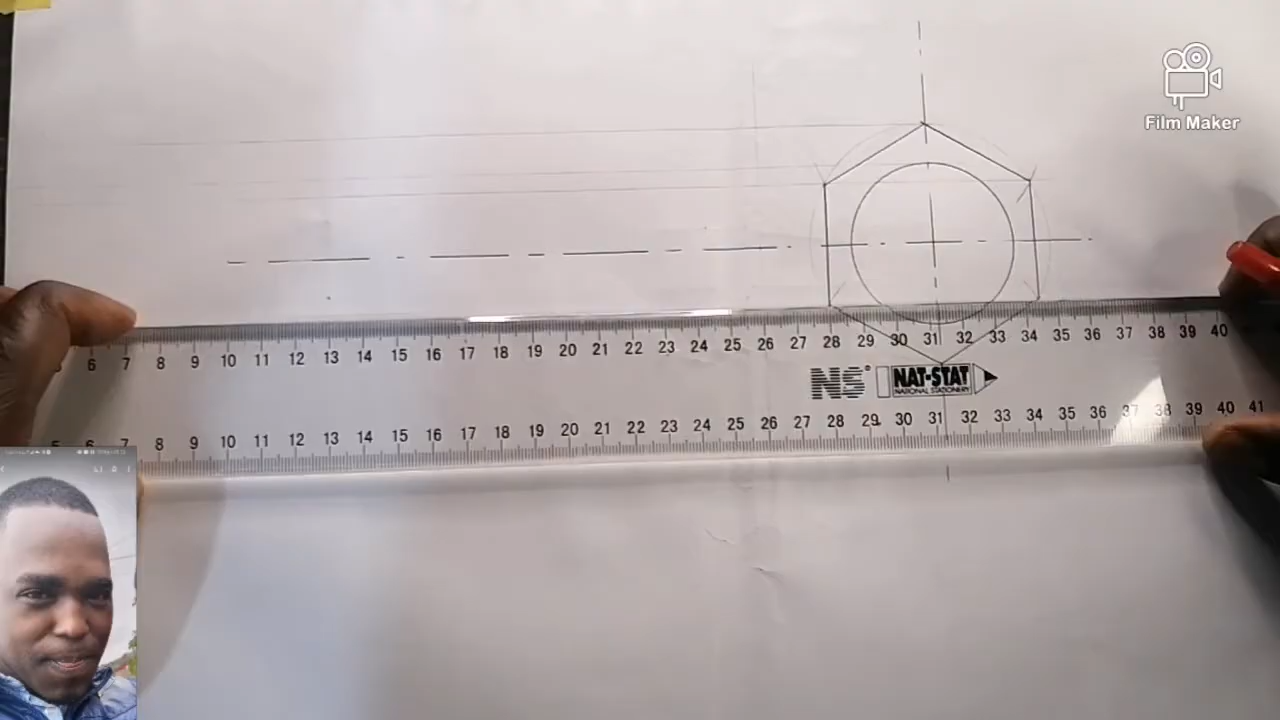 Film Maker
6 7 8 9 10 11 12 13 14 15 16 17 18 19 20 21 22 23 24 25 26 27 28 29 30 31 32 33 34 35 36 37 38 39 40
NS® NAT-STAT
NATIONAL STATIONERY
5 6 7 8 9 10 11 12 13 14 15 16 17 18 19 20 21 22 23 24 25 26 27 28 29 30 31 32 33 34 35 36 37 38 39 40 41